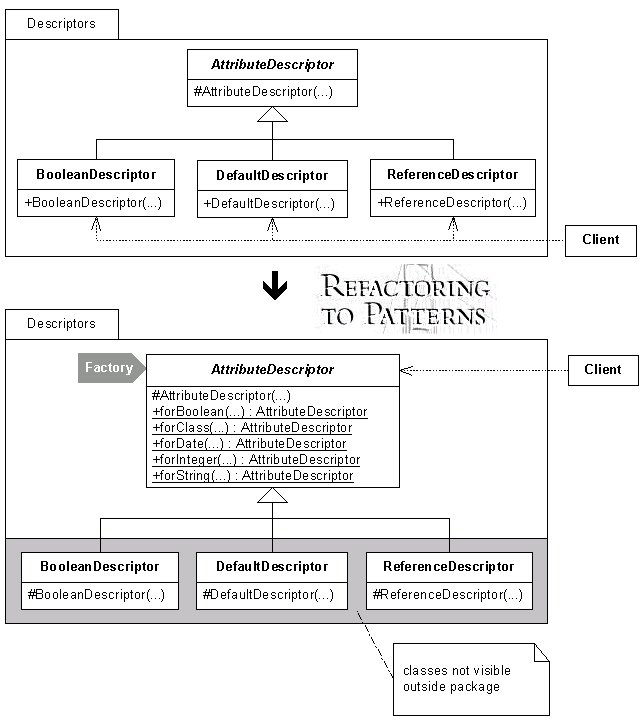 Descriptors
AttributeDescriptor
#AttributeDescriptor(...)
BooleanDescriptor
+BooleanDescriptor(...)
DefaultDescriptor
+DefaultDescriptor(...)
ReferenceDescriptor
+ReferenceDescriptor(...)
Client
REFACTORING
TO PATTERNS
Descriptors
Factory
AttributeDescriptor
#AttributeDescriptor(...)
+forBoolean(...) : AttributeDescriptor
+forClass(...) : AttributeDescriptor
+forDate(...) : AttributeDescriptor
+forInteger(...) : AttributeDescriptor
+forString(...) : AttributeDescriptor
Client
BooleanDescriptor
#BooleanDescriptor(...)
DefaultDescriptor
#DefaultDescriptor(...)
ReferenceDescriptor
#ReferenceDescriptor(...)
classes not visible
outside package